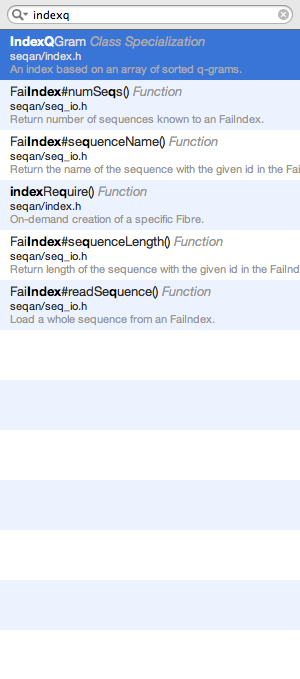 indexq
IndexQGram Class Specialization
seqan/index.h
An index based on an array of sorted q-grams.
FaiIndex#numSeqs() Function
seqan/seq_io.h
Return number of sequences known to an FaiIndex.
FaiIndex#sequenceName() Function
seqan/seq_io.h
Return the name of the sequence with the given id in the Fai
indexRequire() Function
seqan/index.h
On-demand creation of a specific Fibre.
FaiIndex#sequenceLength() Function
seqan/seq_io.h
Return length of the sequence with the given id in the FaiInd
FaiIndex#readSequence() Function
seqan/seq_io.h
Load a whole sequence from an FaiIndex.